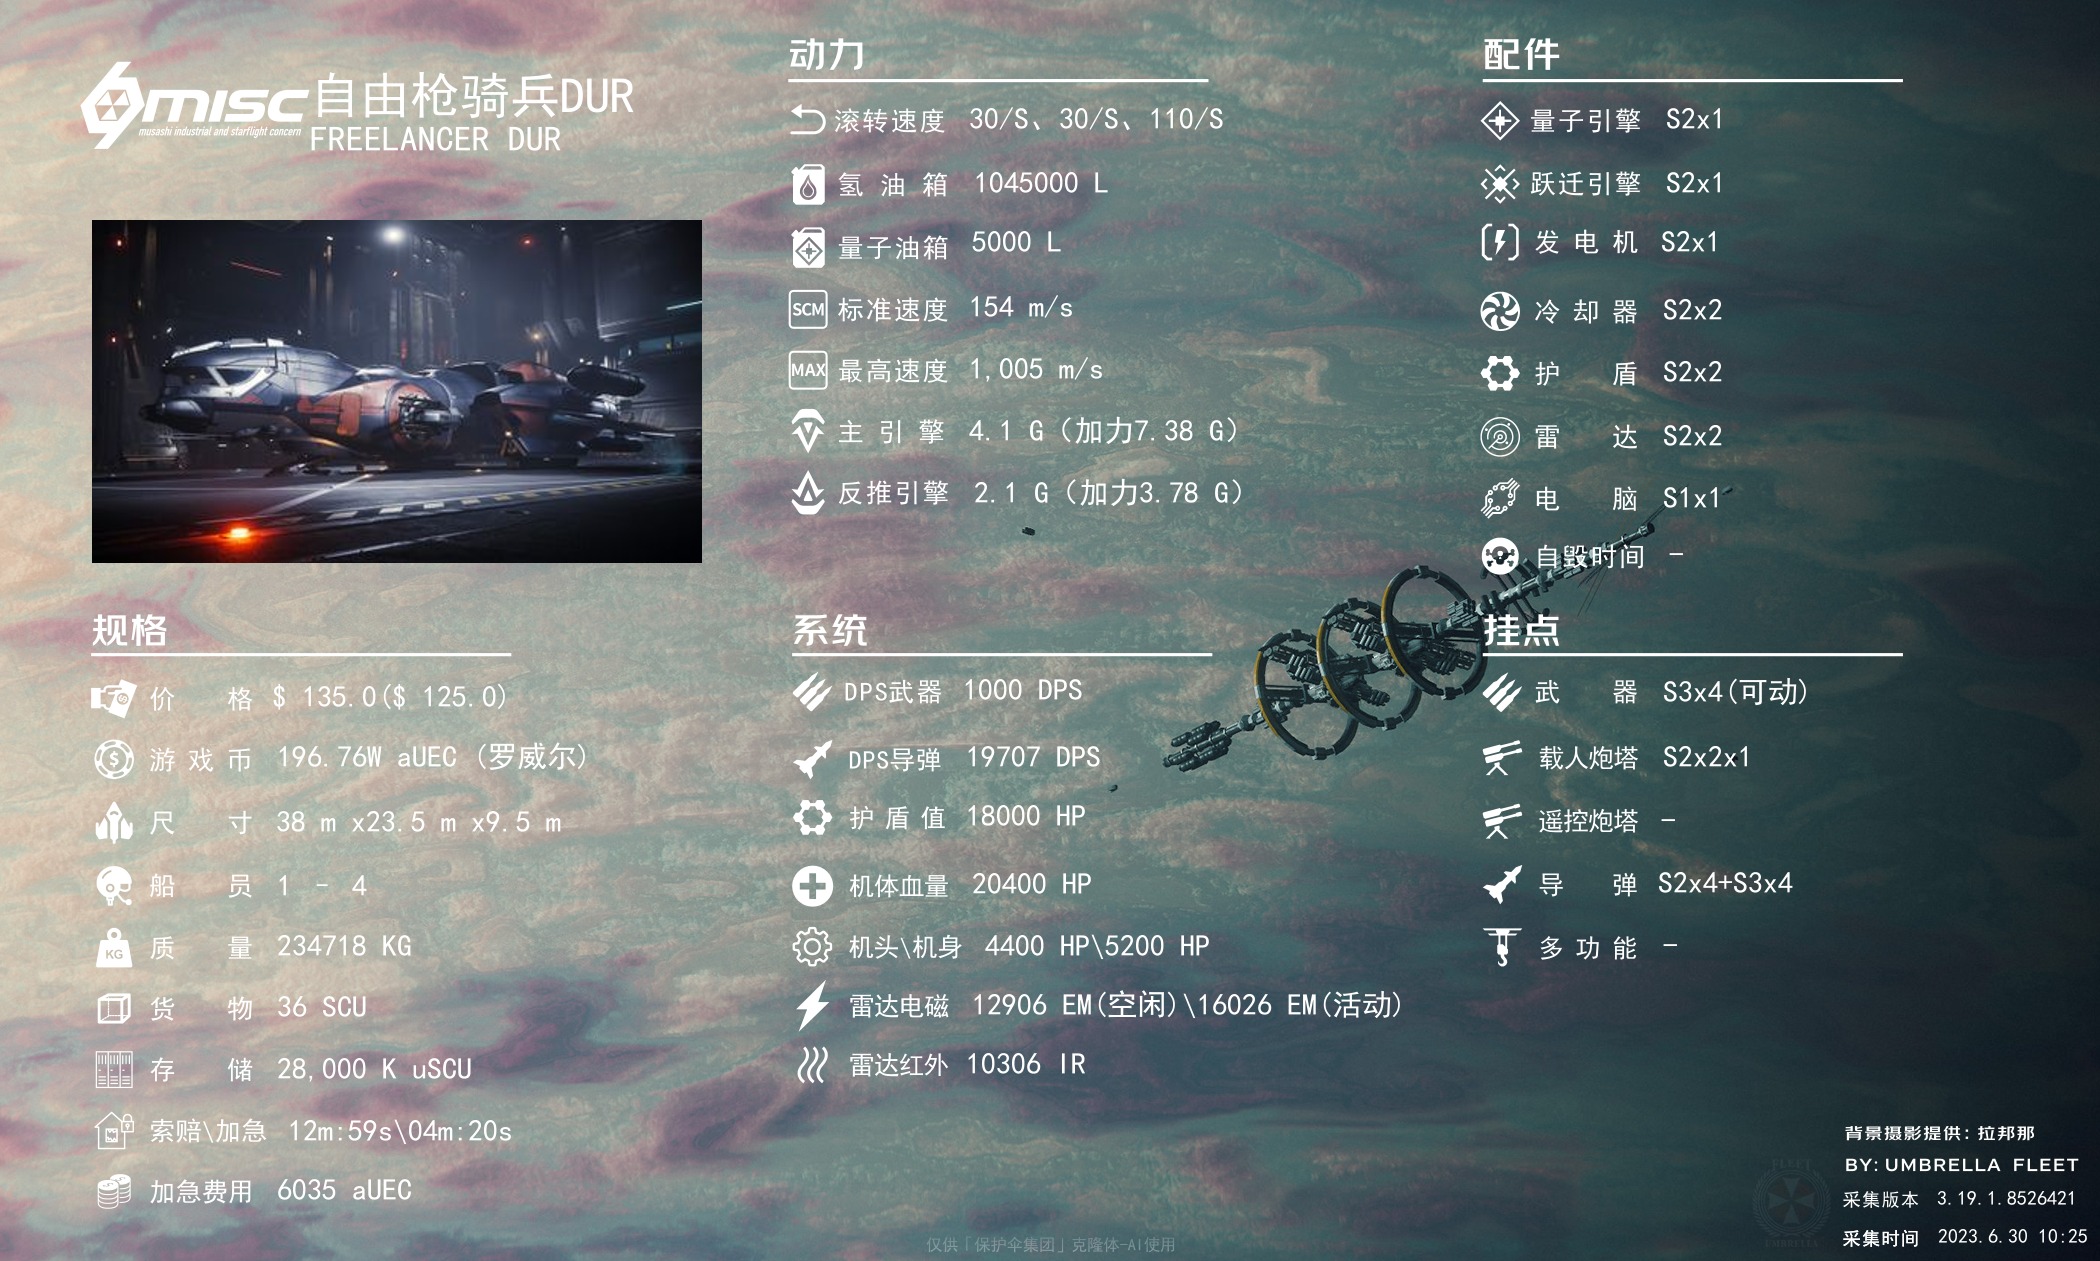 misc
musashi industrial and starflight concern
自由枪骑兵DUR
FREELANCER DUR
规格
价格 $ 135.0($ 125.0)
游戏币 196.76W aUEC (罗威尔)
尺寸 38 m x23.5 m x9.5 m
船员 1 - 4
KG
质量 234718 KG
货物 36 SCU
存储 28,000 K uSCU
索赔\加急 12m:59s\04m:20s
加急费用 6035 aUEC
动力
滚转速度 30/S、30/S、110/S
氢油箱 1045000 L
量子油箱 5000 L
SCM 标准速度 154 m/s
MAX 最高速度 1,005 m/s
主引擎 4.1 G (加力7.38 G)
反推引擎 2.1 G (加力3.78 G)
系统
DPS武器 1000 DPS
DPS导弹 19707 DPS
护盾值 18000 HP
机体血量 20400 HP
机头\机身 4400 HP\5200 HP
雷达电磁 12906 EM(空闲)\16026 EM(活动)
雷达红外 10306 IR
配件
量子引擎 S2x1
跃迁引擎 S2x1
发电机 S2x1
冷却器 S2x2
护盾 S2x2
雷达 S2x2
电脑 S1x1
自毁时间 -
挂点
武器 S3x4(可动)
载人炮塔 S2x2x1
遥控炮塔 -
导弹 S2x4+S3x4
多功能 -
背景摄影提供: 拉邦那
BY: UMBRELLA FLEET
采集版本 3.19.1.8526421
采集时间 2023.6.30 10:25
FLEET
UMBRELLA
仅供「保护伞集团」克隆体-AI使用